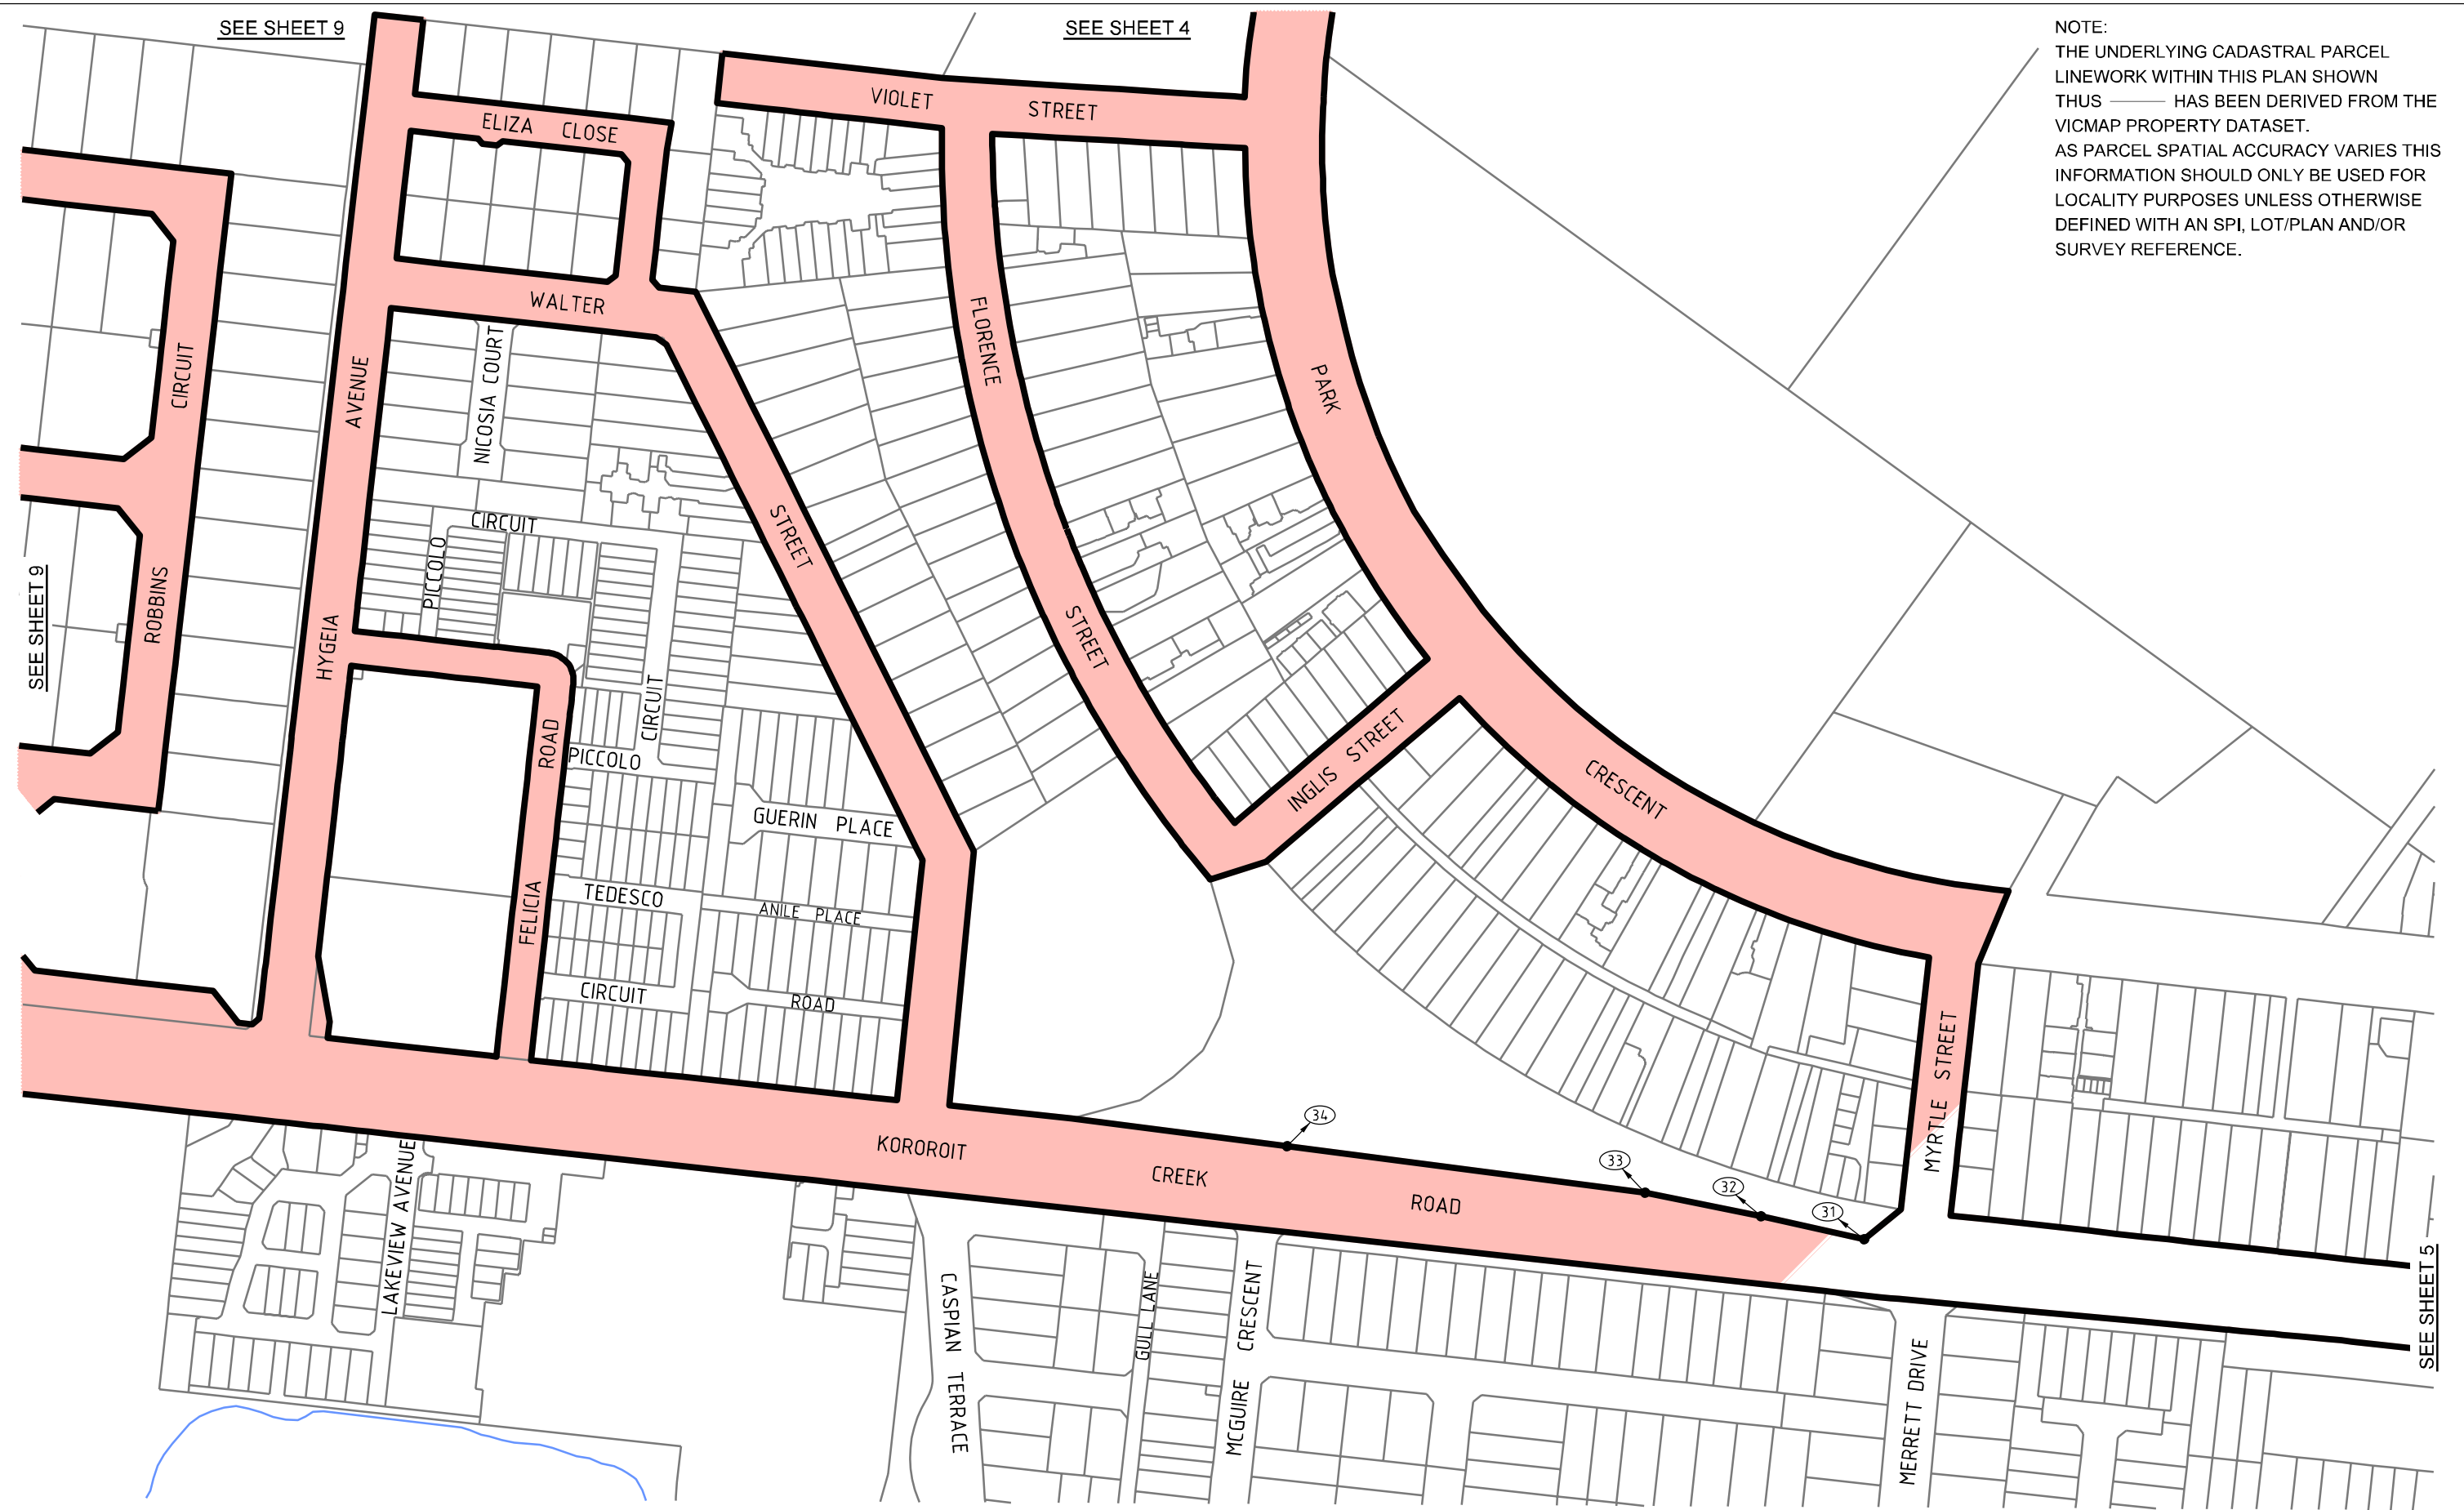 SEE SHEET 9
SEE SHEET 4
NOTE:
THE UNDERLYING CADASTRAL PARCEL
LINEWORK WITHIN THIS PLAN SHOWN
THUS ——— HAS BEEN DERIVED FROM THE
VICMAP PROPERTY DATASET.
AS PARCEL SPATIAL ACCURACY VARIES THIS
INFORMATION SHOULD ONLY BE USED FOR
LOCALITY PURPOSES UNLESS OTHERWISE
DEFINED WITH AN SPI, LOT/PLAN AND/OR
SURVEY REFERENCE.
VIOLET STREET
ELIZA CLOSE
WALTER
STREET
FLORENCE
STREET
PARK
CRESCENT
CIRCUIT
ROBBINS
AVENUE
HYGEIA
NICOSIA COURT
CIRCUIT
PICCOLO
CIRCUIT
PICCOLO
SEE SHEET 9
ROAD
FELICIA
INGLIS STREET
GUERIN PLACE
TEDESCO
ANILE PLACE
CIRCUIT
ROAD
MYRTLE STREET
KOROROIT CREEK ROAD
34
33
32
31
LAKEVIEW AVENUE
CASPIAN TERRACE
GULL LANE
MCGUIRE CRESCENT
MERRETT DRIVE
SEE SHEET 5